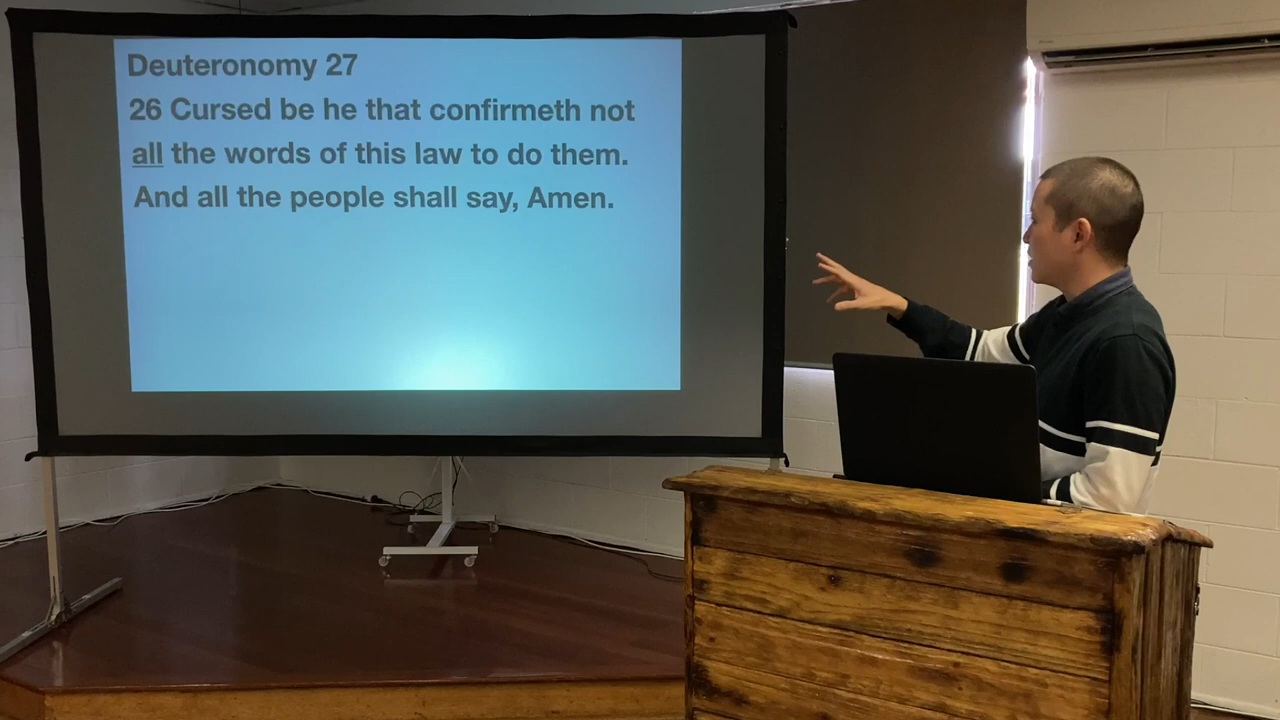 Deuteronomy 27
26 Cursed be he that confirmeth not
all the words of this law to do them.
And all the people shall say, Amen.